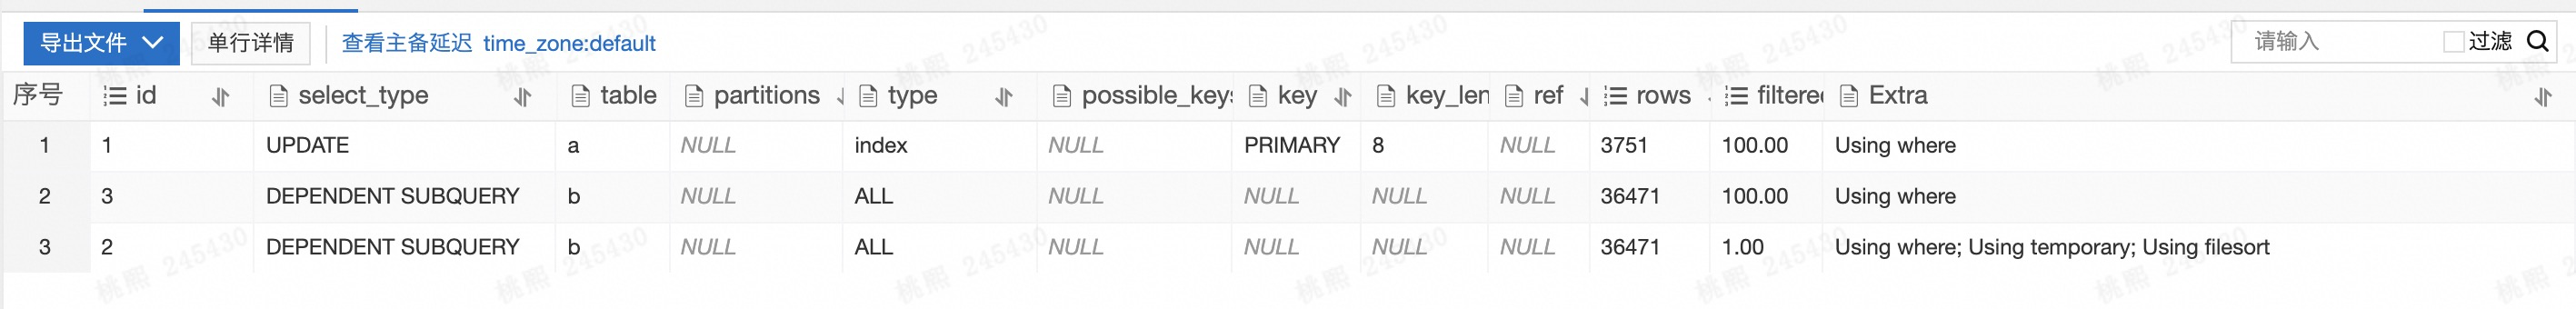 导出文件 单行详情 查看主备延迟 time_zone:default 请输入 过滤
序号 id select_type table partitions type possible_keys key key_len ref rows filtered Extra
1 1 UPDATE a NULL index NULL PRIMARY 8 NULL 3751 100.00 Using where
2 3 DEPENDENT SUBQUERY b NULL ALL NULL NULL NULL NULL 36471 100.00 Using where
3 2 DEPENDENT SUBQUERY b NULL ALL NULL NULL NULL NULL 36471 1.00 Using where; Using temporary; Using filesort
桃熙 245430